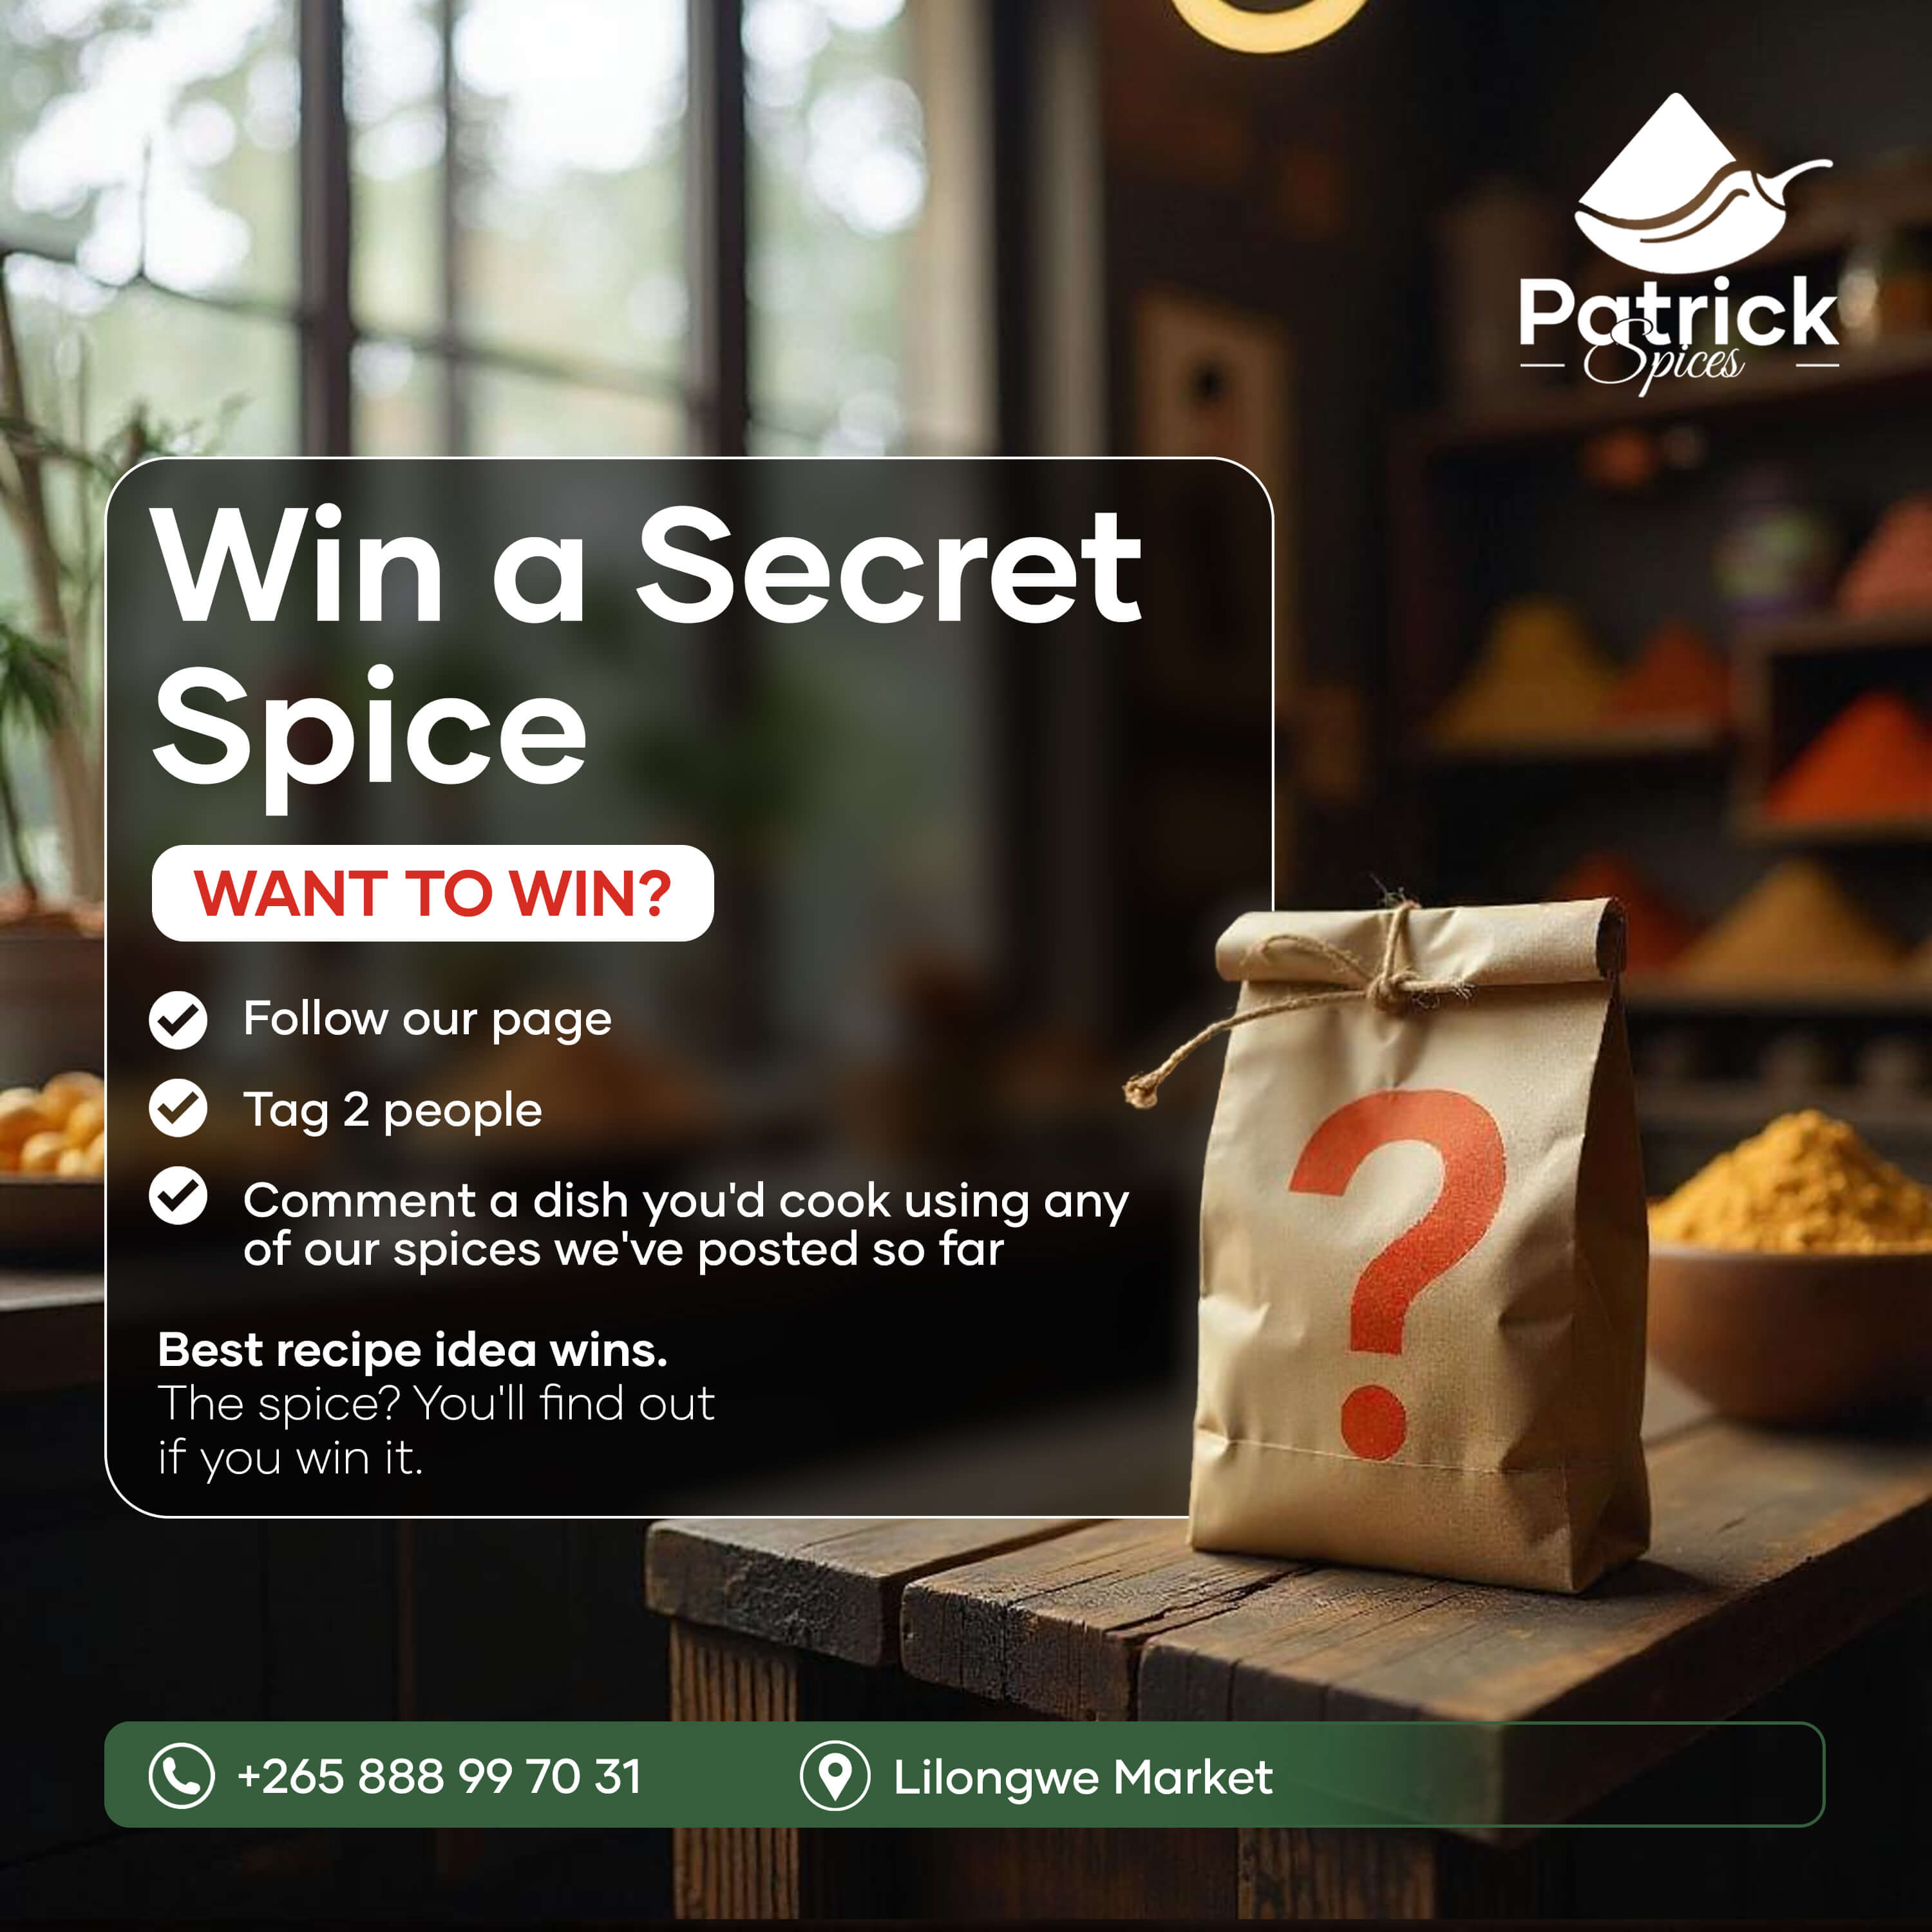 Patrick
Spices
Win a Secret
Spice
WANT TO WIN?
Follow our page
Tag 2 people
Comment a dish you'd cook using any
of our spices we've posted so far
Best recipe idea wins.
The spice? You'll find out
if you win it.
?
+265 888 99 70 31
Lilongwe Market